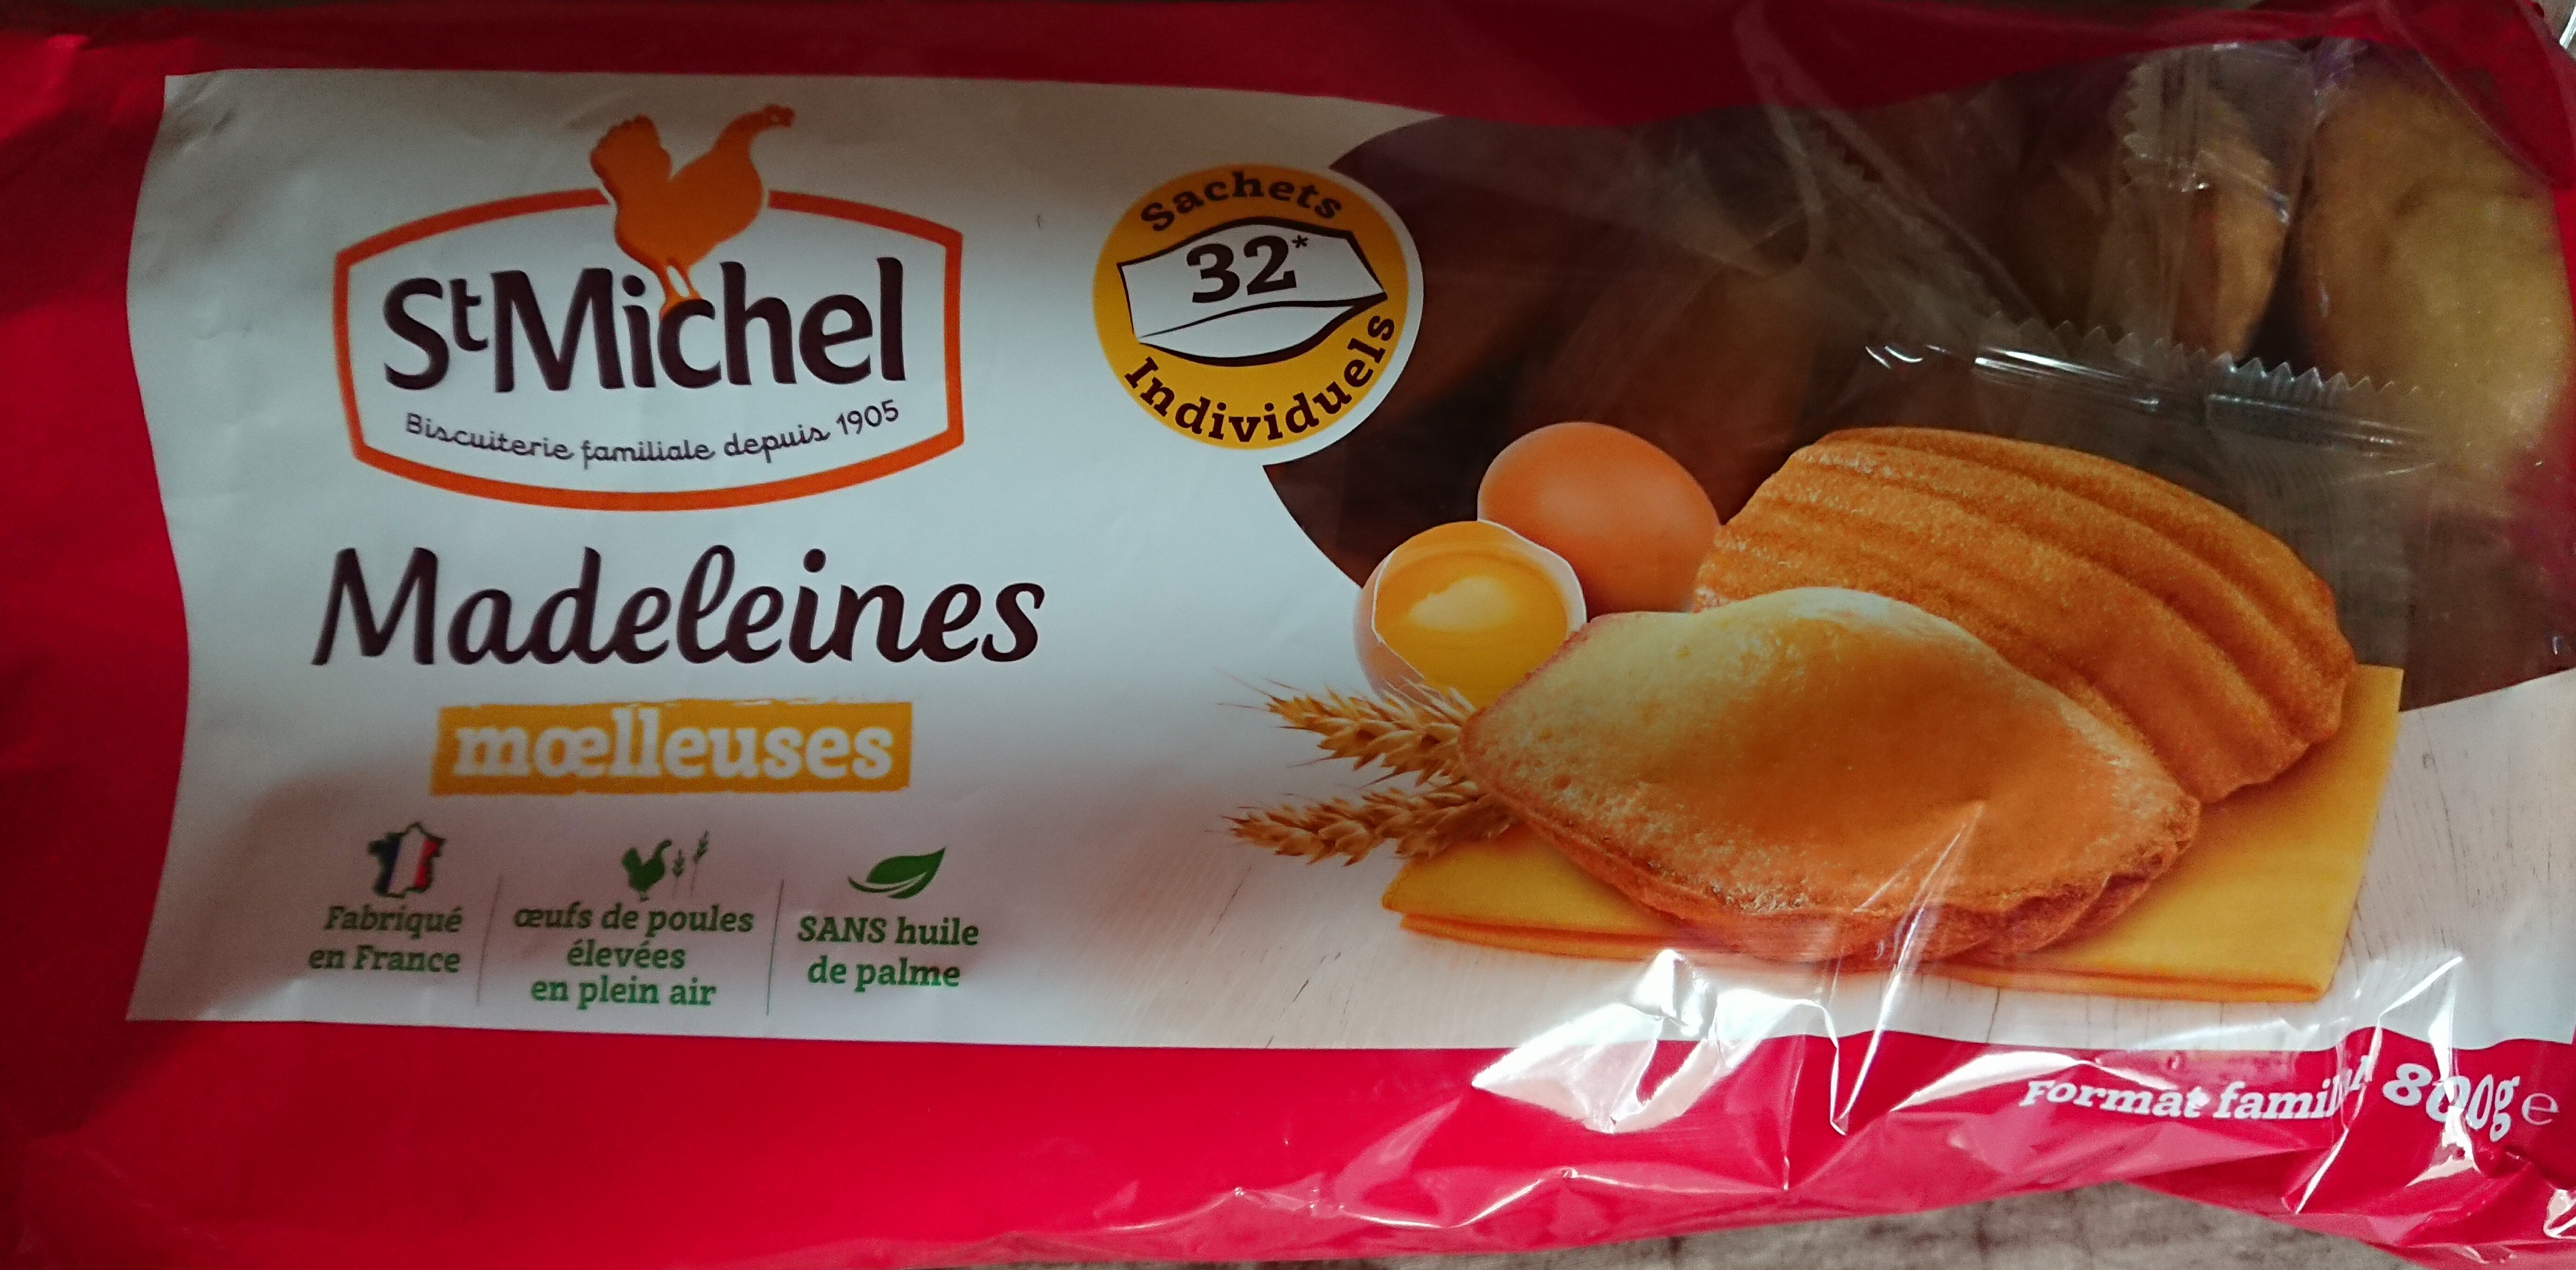 StMichel
Biscuiterie familiale depuis 1905
Sachets
32*
Individuels
Madeleines
mœlleuses
Fabriqué
en France
œufs de poules
élevées
en plein air
SANS huile
de palme
Format familial 800g e